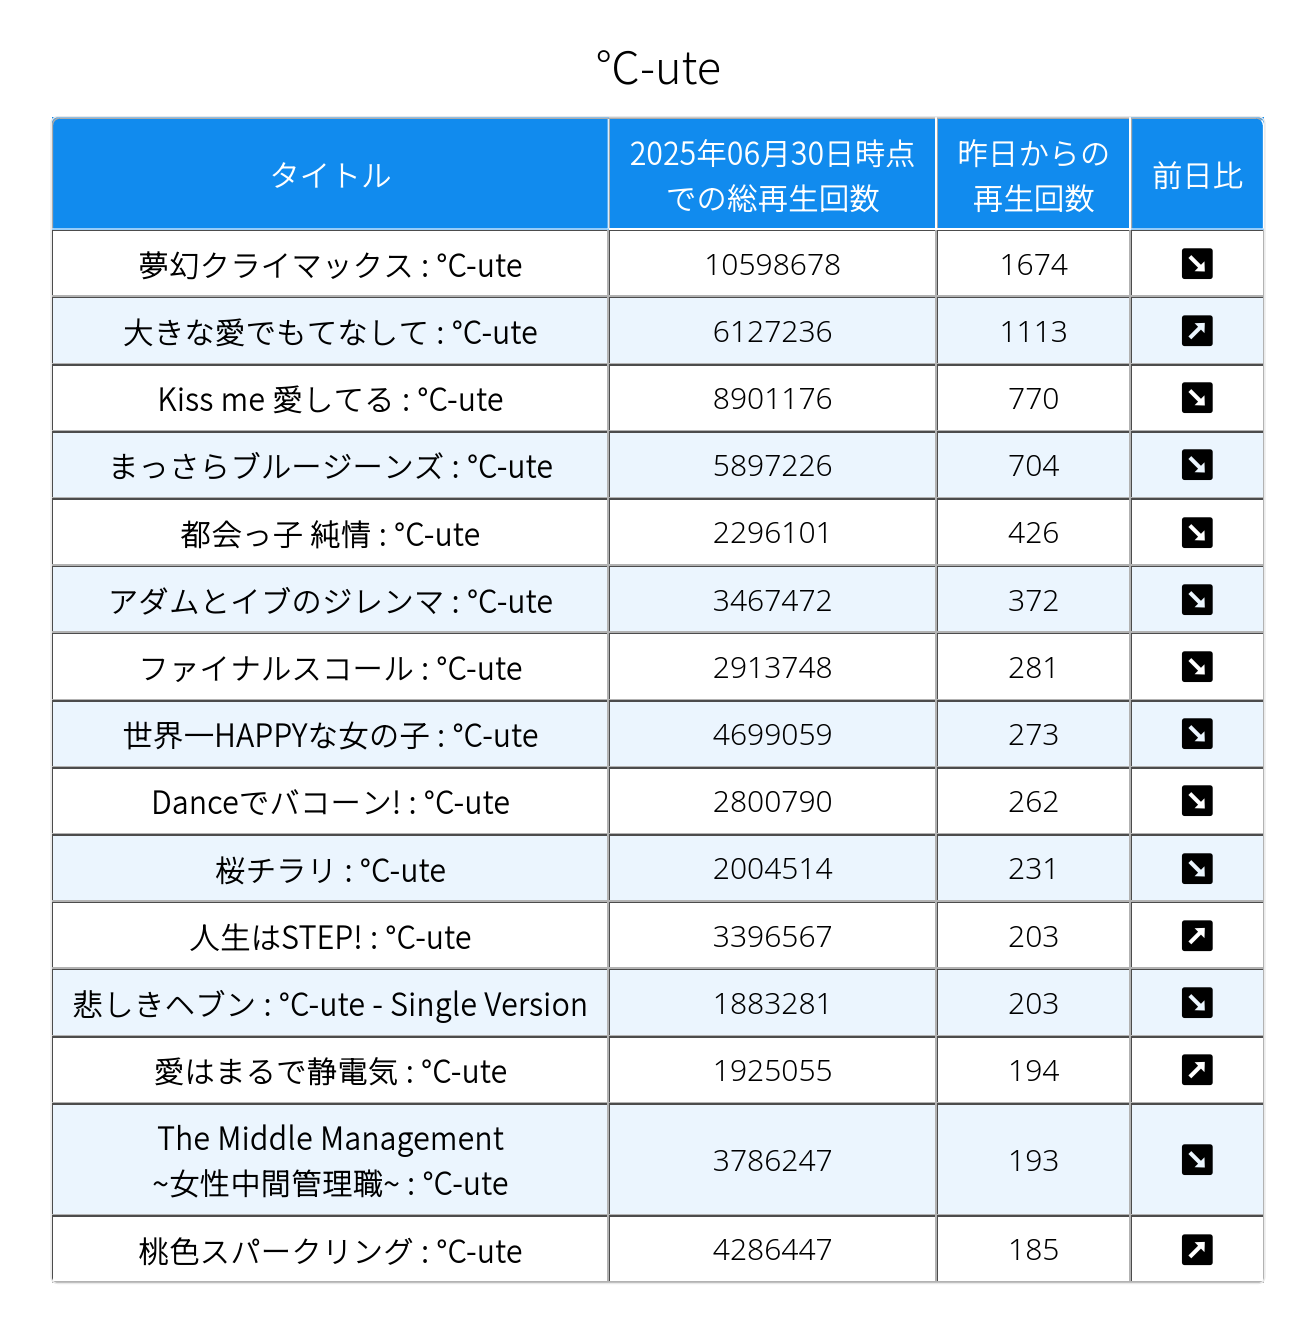 ℃-ute
タイトル
2025年06月30日時点
での総再生回数
昨日からの
再生回数
前日比
夢幻クライマックス : ℃-ute 10598678 1674
大きな愛でもてなして : ℃-ute 6127236 1113
Kiss me 愛してる : ℃-ute 8901176 770
まっさらブルージーンズ : ℃-ute 5897226 704
都会っ子 純情 : ℃-ute 2296101 426
アダムとイブのジレンマ : ℃-ute 3467472 372
ファイナルスコール : ℃-ute 2913748 281
世界一HAPPYな女の子 : ℃-ute 4699059 273
Danceでバコーン! : ℃-ute 2800790 262
桜チラリ : ℃-ute 2004514 231
人生はSTEP! : ℃-ute 3396567 203
悲しきヘブン : ℃-ute - Single Version 1883281 203
愛はまるで静電気 : ℃-ute 1925055 194
The Middle Management
~女性中間管理職~ : ℃-ute 3786247 193
桃色スパークリング : ℃-ute 4286447 185